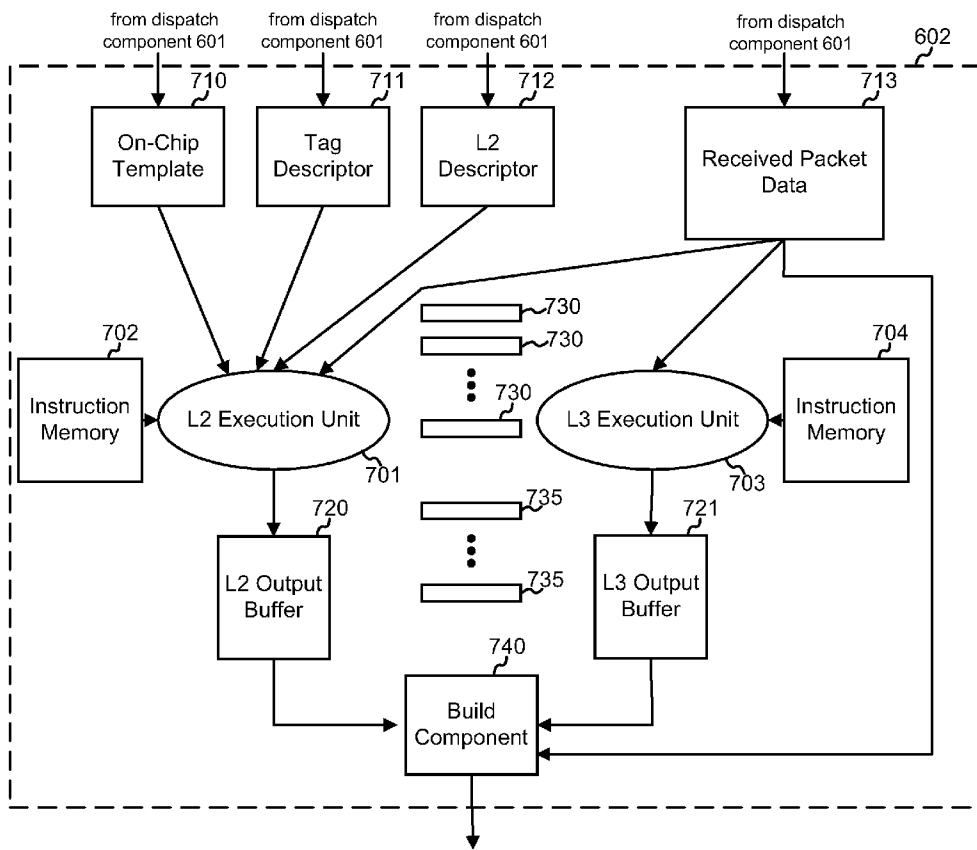 from dispatch
component 601
from dispatch
component 601
from dispatch
component 601
from dispatch
component 601
602
710
711
712
713
On-Chip
Template
Tag
Descriptor
L2
Descriptor
Received Packet
Data
730
730
702
704
730
Instruction
Memory
L2 Execution Unit
L3 Execution Unit
Instruction
Memory
701
703
720
735
721
L2 Output
Buffer
735
L3 Output
Buffer
740
Build
Component